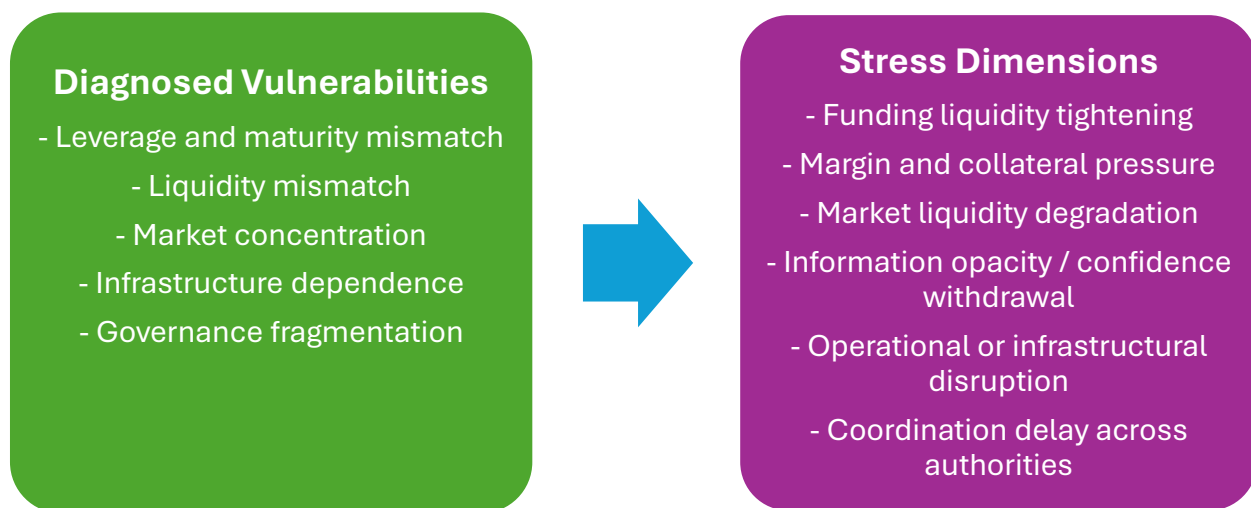 Diagnosed Vulnerabilities
- Leverage and maturity mismatch
- Liquidity mismatch
- Market concentration
- Infrastructure dependence
- Governance fragmentation
Stress Dimensions
- Funding liquidity tightening
- Margin and collateral pressure
- Market liquidity degradation
- Information opacity / confidence
withdrawal
- Operational or infrastructural
disruption
- Coordination delay across
authorities